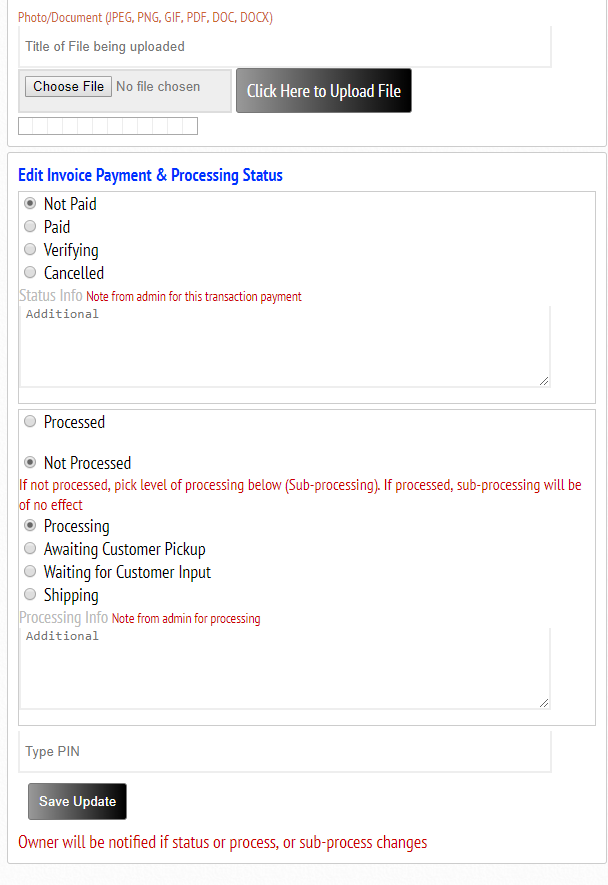 Photo/Document (JPEG, PNG, GIF, PDF, DOC, DOCX)
Title of File being uploaded
Choose File No file chosen
Click Here to Upload File
Edit Invoice Payment & Processing Status
Not Paid
Paid
Verifying
Cancelled
Status Info Note from admin for this transaction payment
Additional
Processed
Not Processed
If not processed, pick level of processing below (Sub-processing). If processed, sub-processing will be
of no effect
Processing
Awaiting Customer Pickup
Waiting for Customer Input
Shipping
Processing Info Note from admin for processing
Additional
Type PIN
Save Update
Owner will be notified if status or process, or sub-process changes